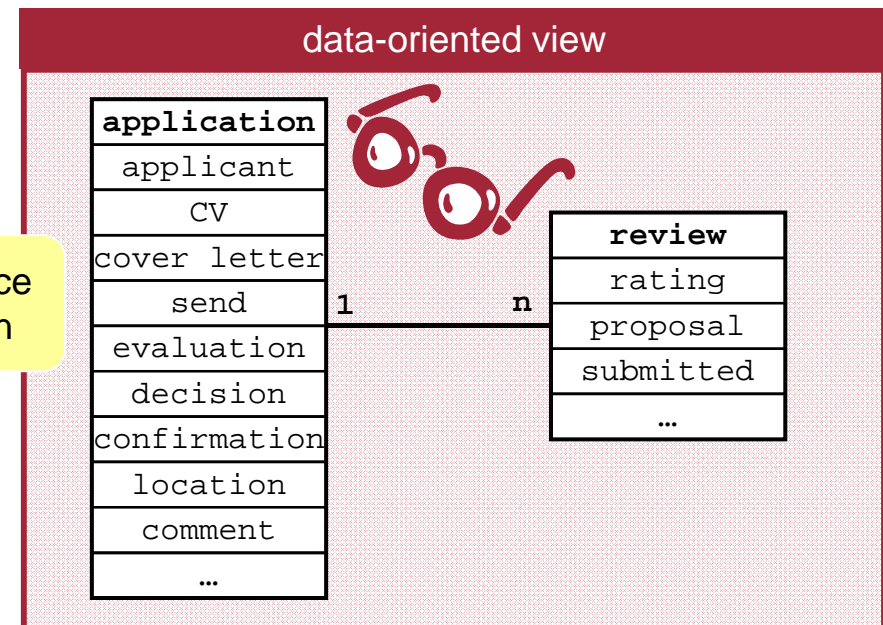 data-oriented view
application
applicant
CV
cover letter
send
evaluation
decision
confirmation
location
comment
…
1
n
review
rating
proposal
submitted
…